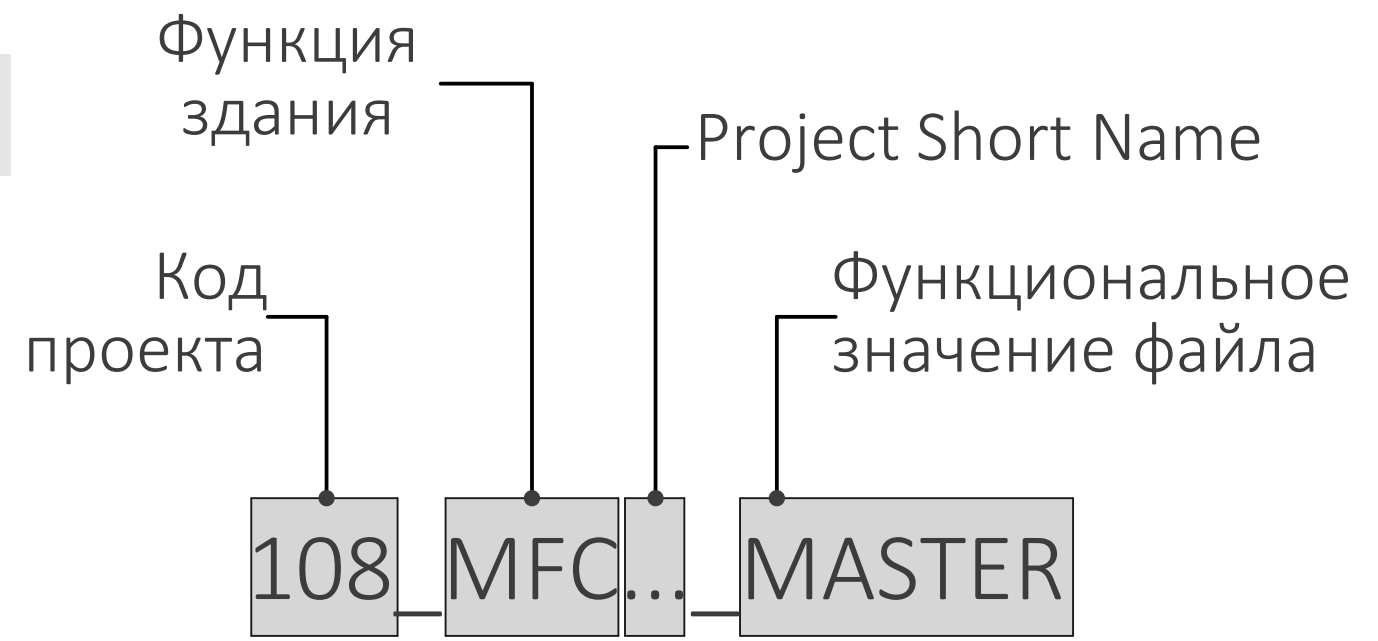 Функция
здания
Project Short Name
Код
проекта
Функциональное
значение файла
108_MFC..._MASTER